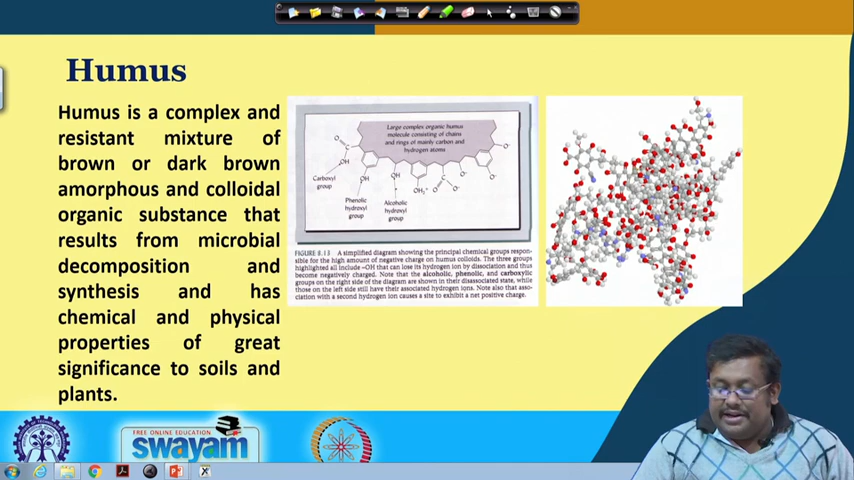 Humus
Humus is a complex and
resistant mixture of
brown or dark brown
amorphous and colloidal
organic substance that
results from microbial
decomposition and
synthesis and has
chemical and physical
properties of great
significance to soils and
plants.
Large complex organic humus
molecule consisting of chains
and rings of mainly carbon and
hydrogen atoms
O
C
OH
Carboxyl
group
OH
Phenolic
hydroxyl
group
OH
Alcoholic
hydroxyl
group
OH₂⁺
C
O
O⁻
O⁻
O⁻
O⁻
FIGURE 8.13 A simplified diagram showing the principal chemical groups respon-
sible for the high amount of negative charge on humus colloids. The three groups
highlighted all include –OH that can lose its hydrogen ion by dissociation and thus
become negatively charged. Note that the alcoholic, phenolic, and carboxylic
groups on the right side of the diagram are shown in their disassociated state, while
those on the left side still have their associated hydrogen ions. Note also that asso-
ciation with a second hydrogen ion causes a site to exhibit a net positive charge.
FREE ONLINE EDUCATION
swayam